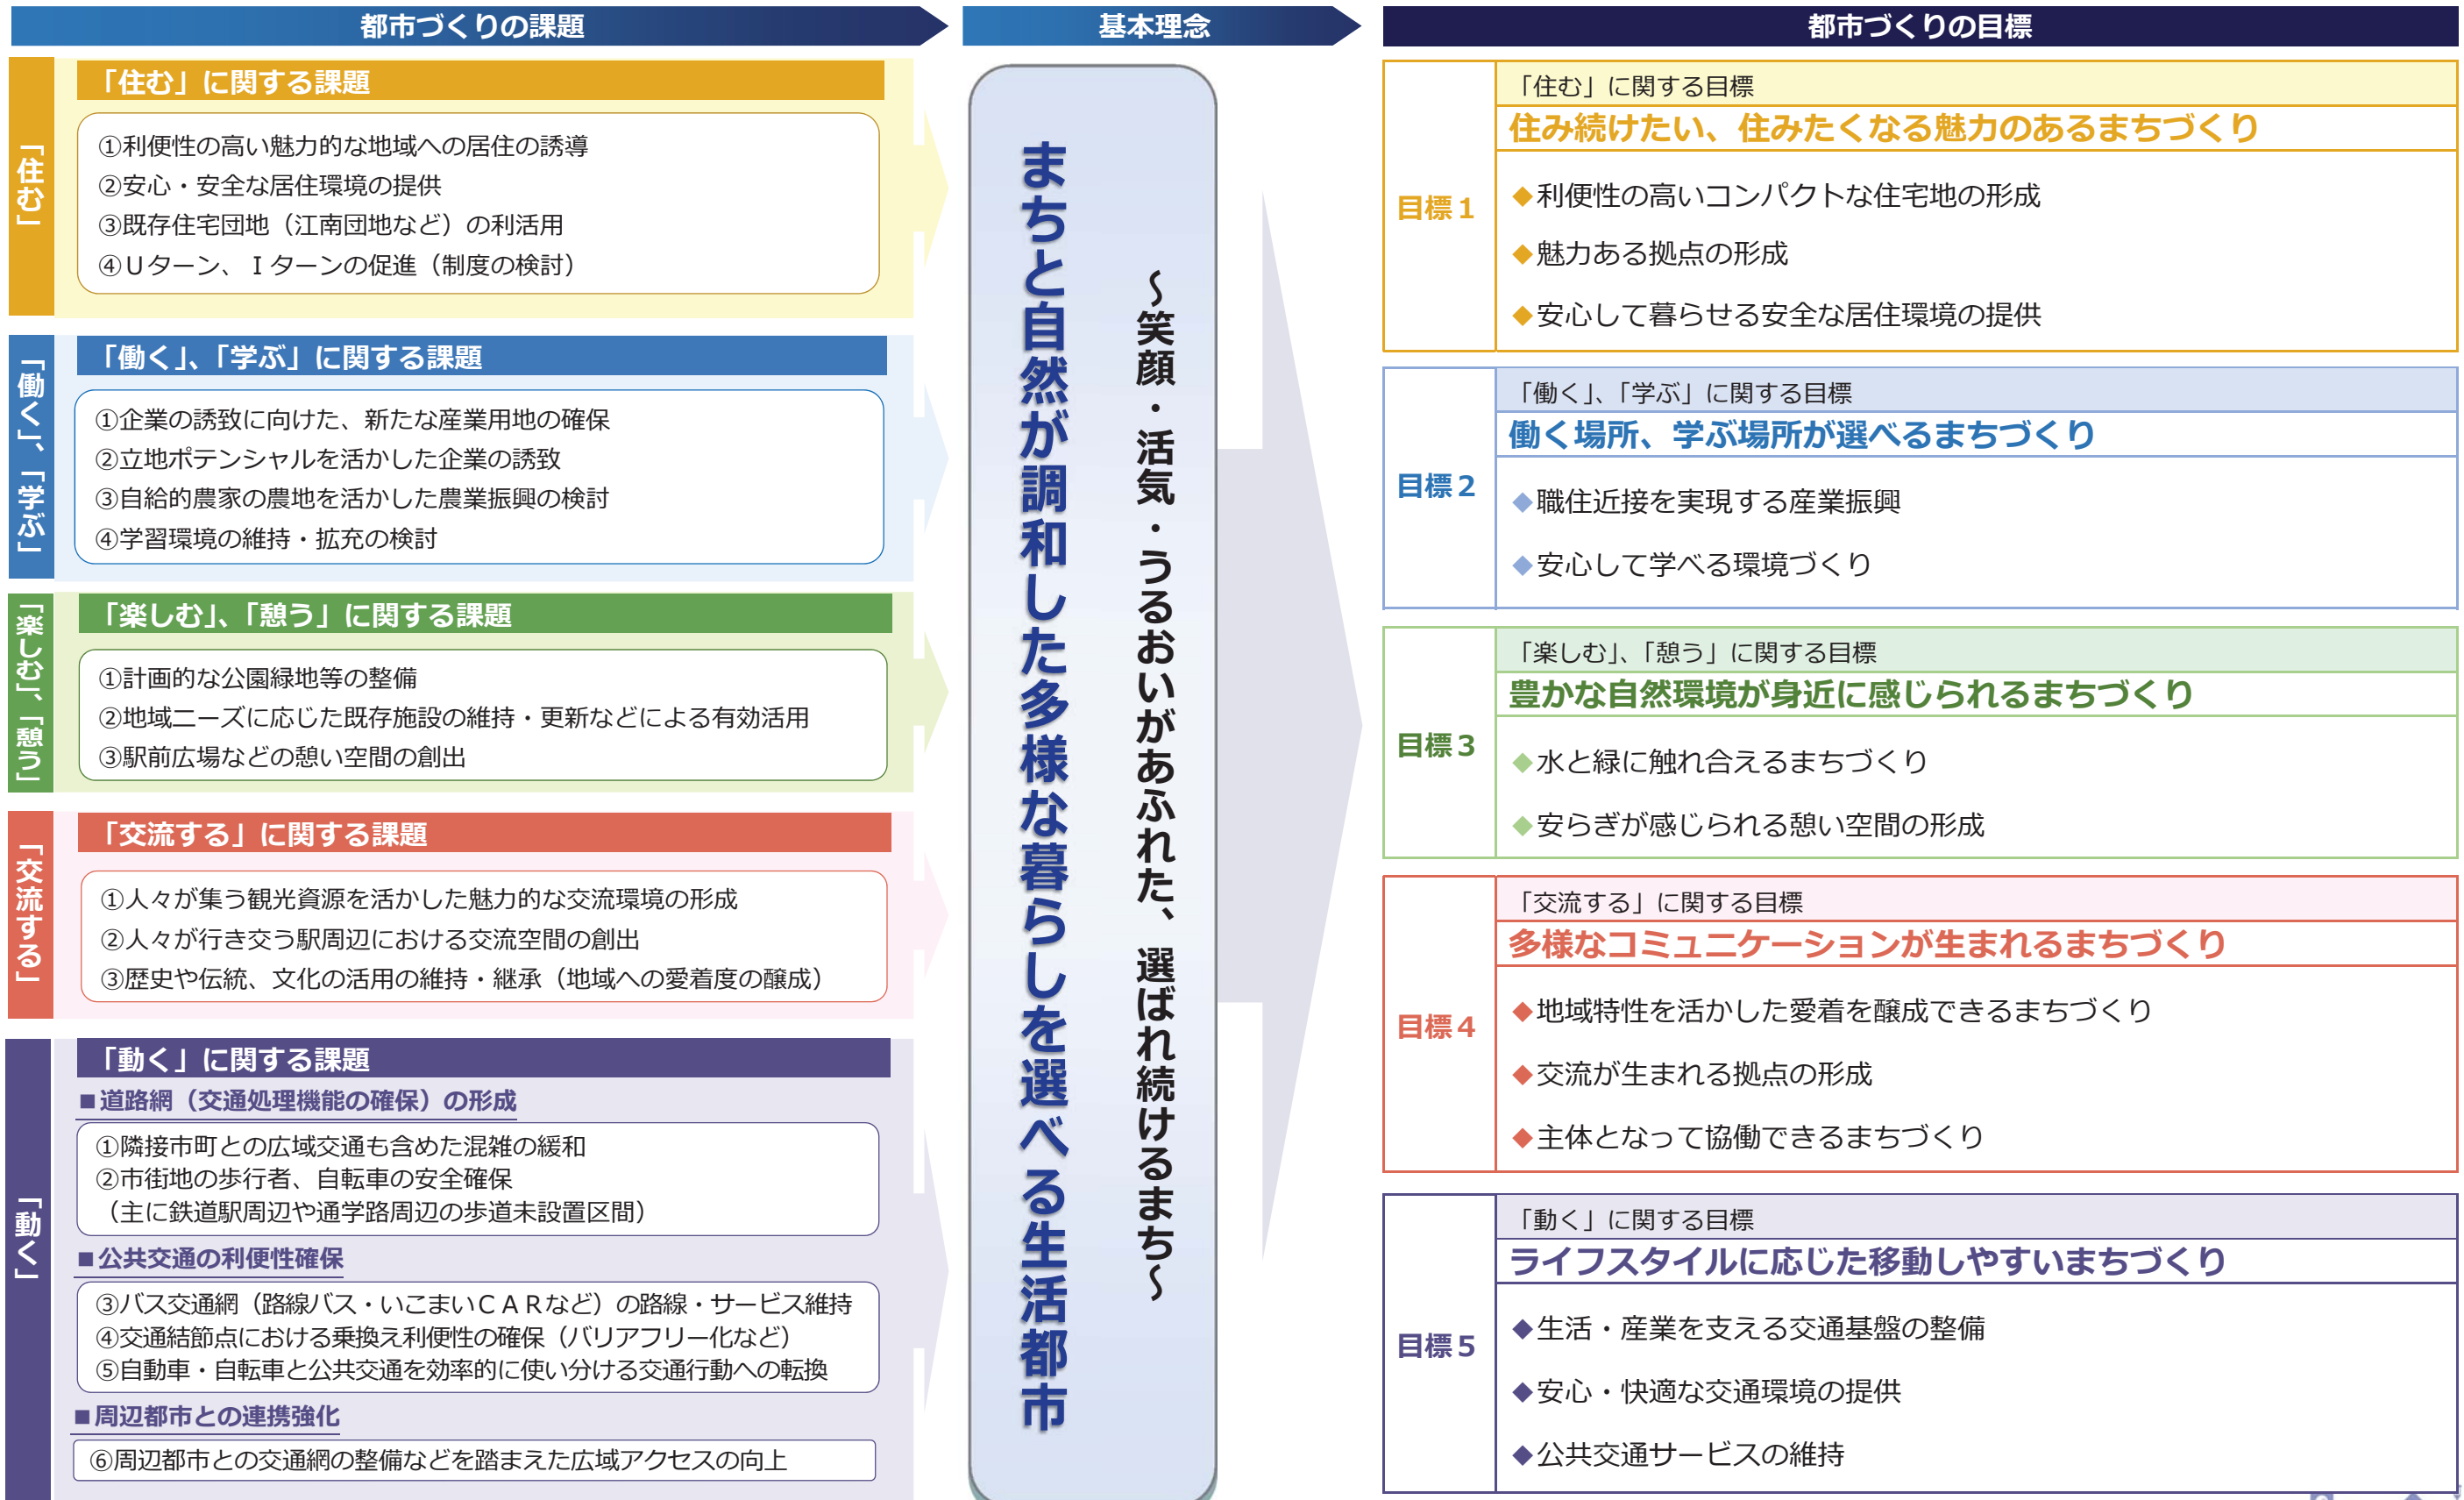 都市づくりの課題
「住む」
「住む」に関する課題
①利便性の高い魅力的な地域への居住の誘導
②安心・安全な居住環境の提供
③既存住宅団地（江南団地など）の利活用
④Ｕターン、Ｉターンの促進（制度の検討）
「働く」、「学ぶ」
「働く」、「学ぶ」に関する課題
①企業の誘致に向けた、新たな産業用地の確保
②立地ポテンシャルを活かした企業の誘致
③自給的農家の農地を活かした農業振興の検討
④学習環境の維持・拡充の検討
「楽しむ」、「憩う」
「楽しむ」、「憩う」に関する課題
①計画的な公園緑地等の整備
②地域ニーズに応じた既存施設の維持・更新などによる有効活用
③駅前広場などの憩い空間の創出
「交流する」
「交流する」に関する課題
①人々が集う観光資源を活かした魅力的な交流環境の形成
②人々が行き交う駅周辺における交流空間の創出
③歴史や伝統、文化の活用の維持・継承（地域への愛着度の醸成）
「動く」
「動く」に関する課題
■道路網（交通処理機能の確保）の形成
①隣接市町との広域交通も含めた混雑の緩和
②市街地の歩行者、自転車の安全確保
（主に鉄道駅周辺や通学路周辺の歩道未設置区間）
■公共交通の利便性確保
③バス交通網（路線バス・いこまいＣＡＲなど）の路線・サービス維持
④交通結節点における乗換え利便性の確保（バリアフリー化など）
⑤自動車・自転車と公共交通を効率的に使い分ける交通行動への転換
■周辺都市との連携強化
⑥周辺都市との交通網の整備などを踏まえた広域アクセスの向上
基本理念
まちと自然が調和した多様な暮らしを選べる生活都市
～笑顔・活気・うるおいがあふれた、選ばれ続けるまち～
都市づくりの目標
目標１
「住む」に関する目標
住み続けたい、住みたくなる魅力のあるまちづくり
◆利便性の高いコンパクトな住宅地の形成
◆魅力ある拠点の形成
◆安心して暮らせる安全な居住環境の提供
目標２
「働く」、「学ぶ」に関する目標
働く場所、学ぶ場所が選べるまちづくり
◆職住近接を実現する産業振興
◆安心して学べる環境づくり
目標３
「楽しむ」、「憩う」に関する目標
豊かな自然環境が身近に感じられるまちづくり
◆水と緑に触れ合えるまちづくり
◆安らぎが感じられる憩い空間の形成
目標４
「交流する」に関する目標
多様なコミュニケーションが生まれるまちづくり
◆地域特性を活かした愛着を醸成できるまちづくり
◆交流が生まれる拠点の形成
◆主体となって協働できるまちづくり
目標５
「動く」に関する目標
ライフスタイルに応じた移動しやすいまちづくり
◆生活・産業を支える交通基盤の整備
◆安心・快適な交通環境の提供
◆公共交通サービスの維持